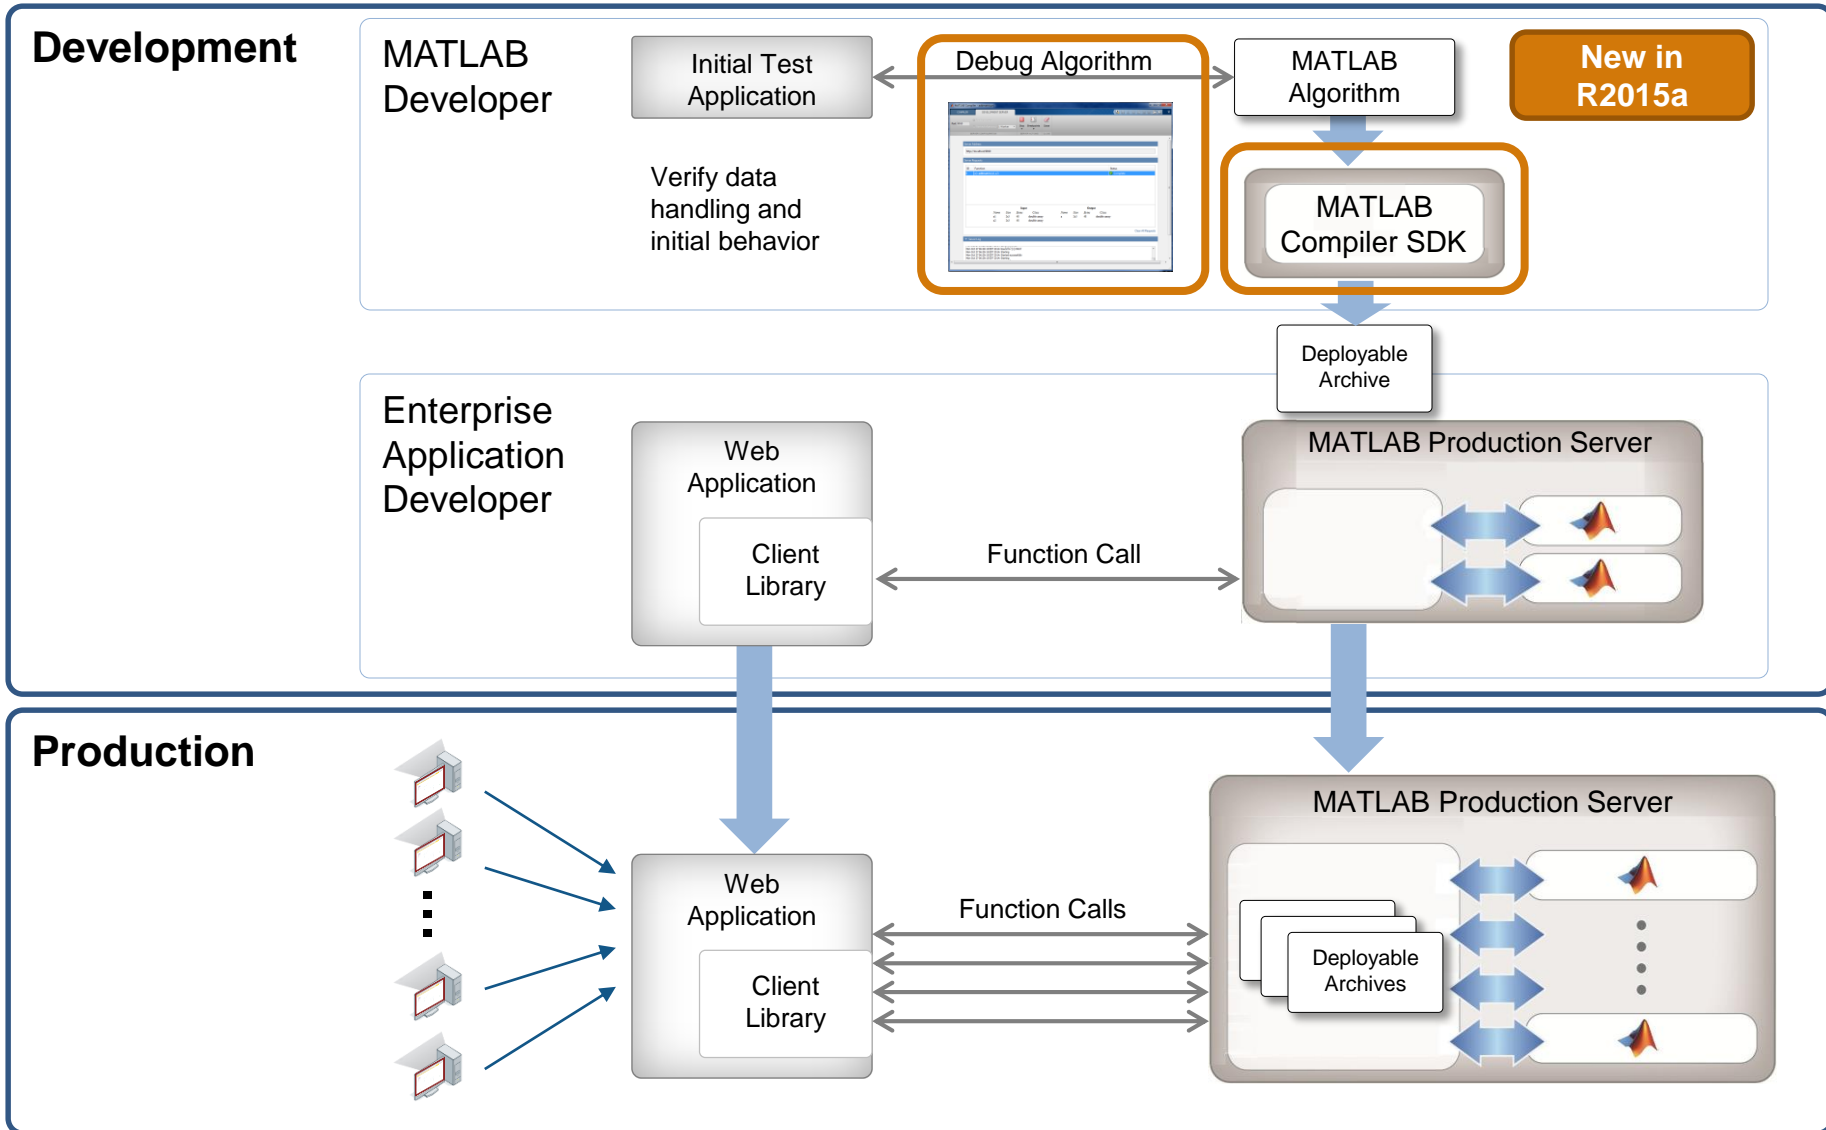 Development
MATLAB
Developer
Initial Test
Application
Debug Algorithm
MATLAB
Algorithm
New in
R2015a
Verify data
handling and
initial behavior
MATLAB
Compiler SDK
Deployable
Archive
Enterprise
Application
Developer
Web
Application
Client
Library
Function Call
MATLAB Production Server
Production
Web
Application
Client
Library
Function Calls
MATLAB Production Server
Deployable
Archives